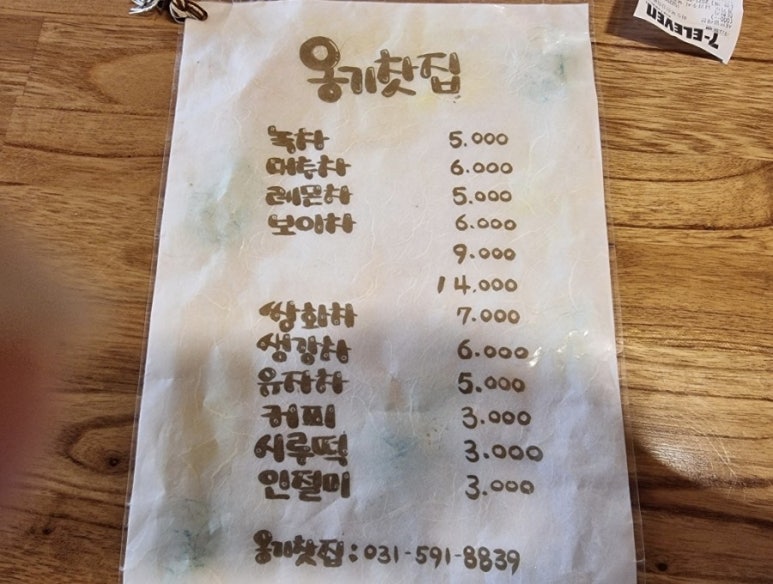 옹기찻집
녹차 5.000
대추차 6.000
레몬차 5.000
보이차 6.000
9.000
14.000
쌍화차 7.000
생강차 6.000
유자차 5.000
커피 3.000
시루떡 3.000
인절미 3.000
옹기찻집 : 031-591-8839
7-ELEVEN